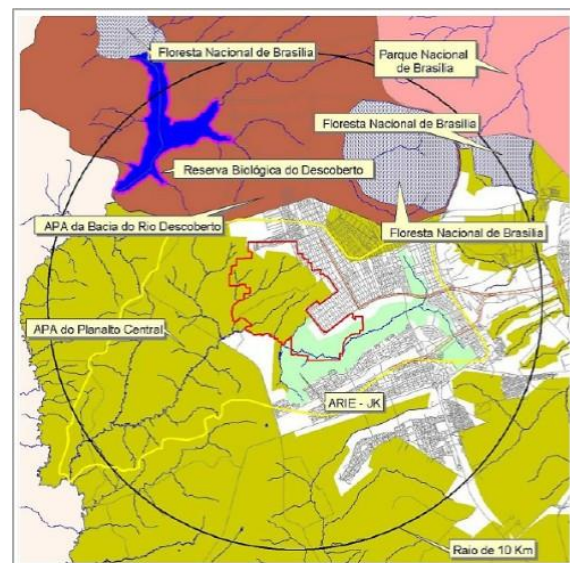 Floresta Nacional de Brasília
Parque Nacional
de Brasília
Floresta Nacional de Brasília
Reserva Biológica do Descoberto
APA da Bacia do Rio Descoberto
Floresta Nacional de Brasília
APA do Planalto Central
ARIE - JK
Raio de 10 Km